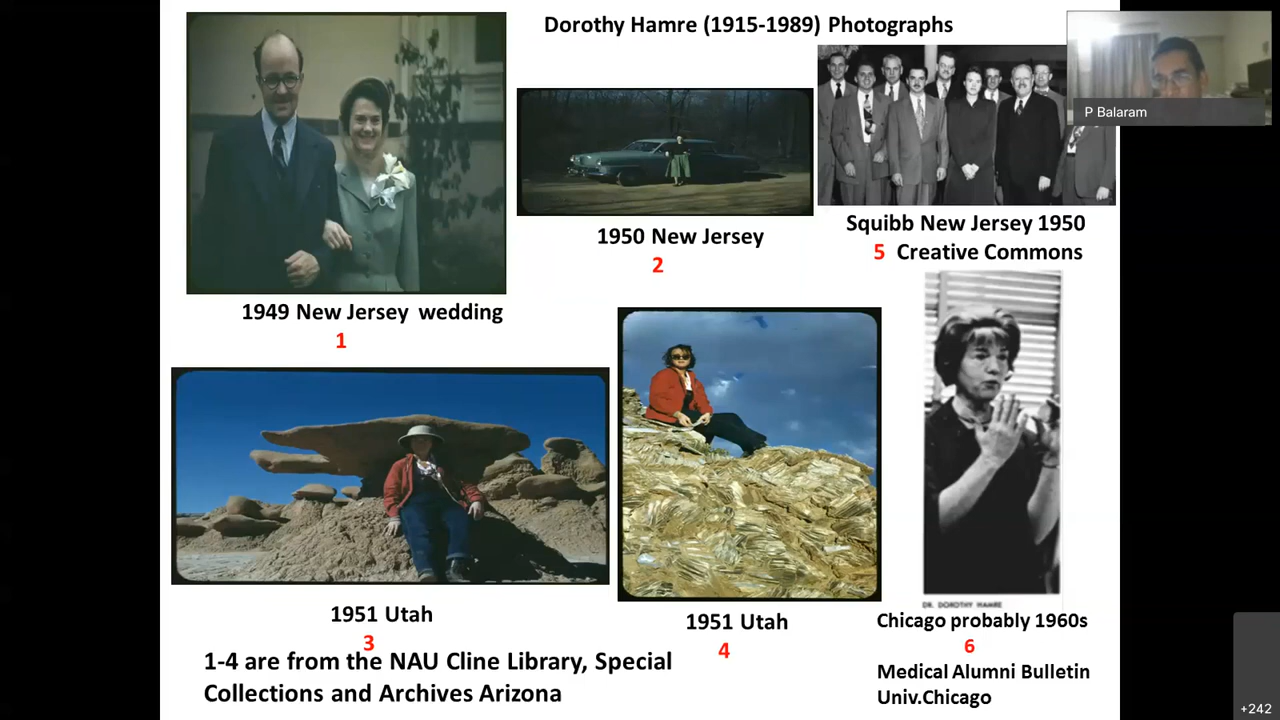 Dorothy Hamre (1915-1989) Photographs
P Balaram
1949 New Jersey wedding
1
1950 New Jersey
2
Squibb New Jersey 1950
5 Creative Commons
1951 Utah
3
1951 Utah
4
DR. DOROTHY HAMRE
Chicago probably 1960s
6
Medical Alumni Bulletin
Univ.Chicago
1-4 are from the NAU Cline Library, Special
Collections and Archives Arizona
+242